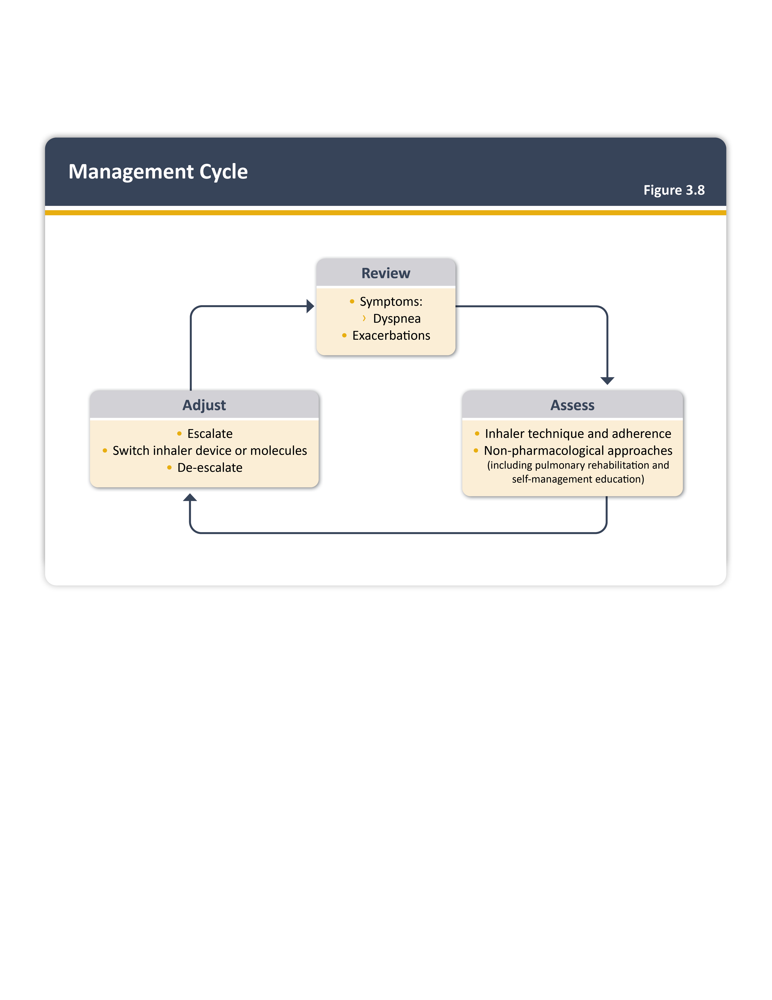 Management Cycle
Figure 3.8
Review
• Symptoms:
› Dyspnea
• Exacerbations
Adjust
• Escalate
• Switch inhaler device or molecules
• De-escalate
Assess
• Inhaler technique and adherence
• Non-pharmacological approaches
(including pulmonary rehabilitation and
self-management education)